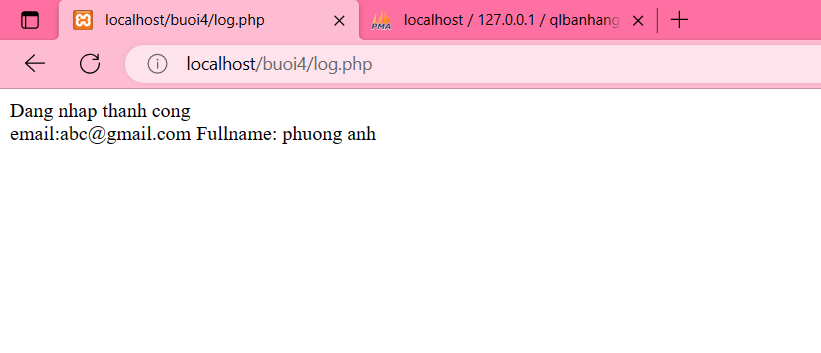 localhost/buoi4/log.php
localhost / 127.0.0.1 / qlbanhang
localhost/buoi4/log.php
Dang nhap thanh cong
email:abc@gmail.com Fullname: phuong anh